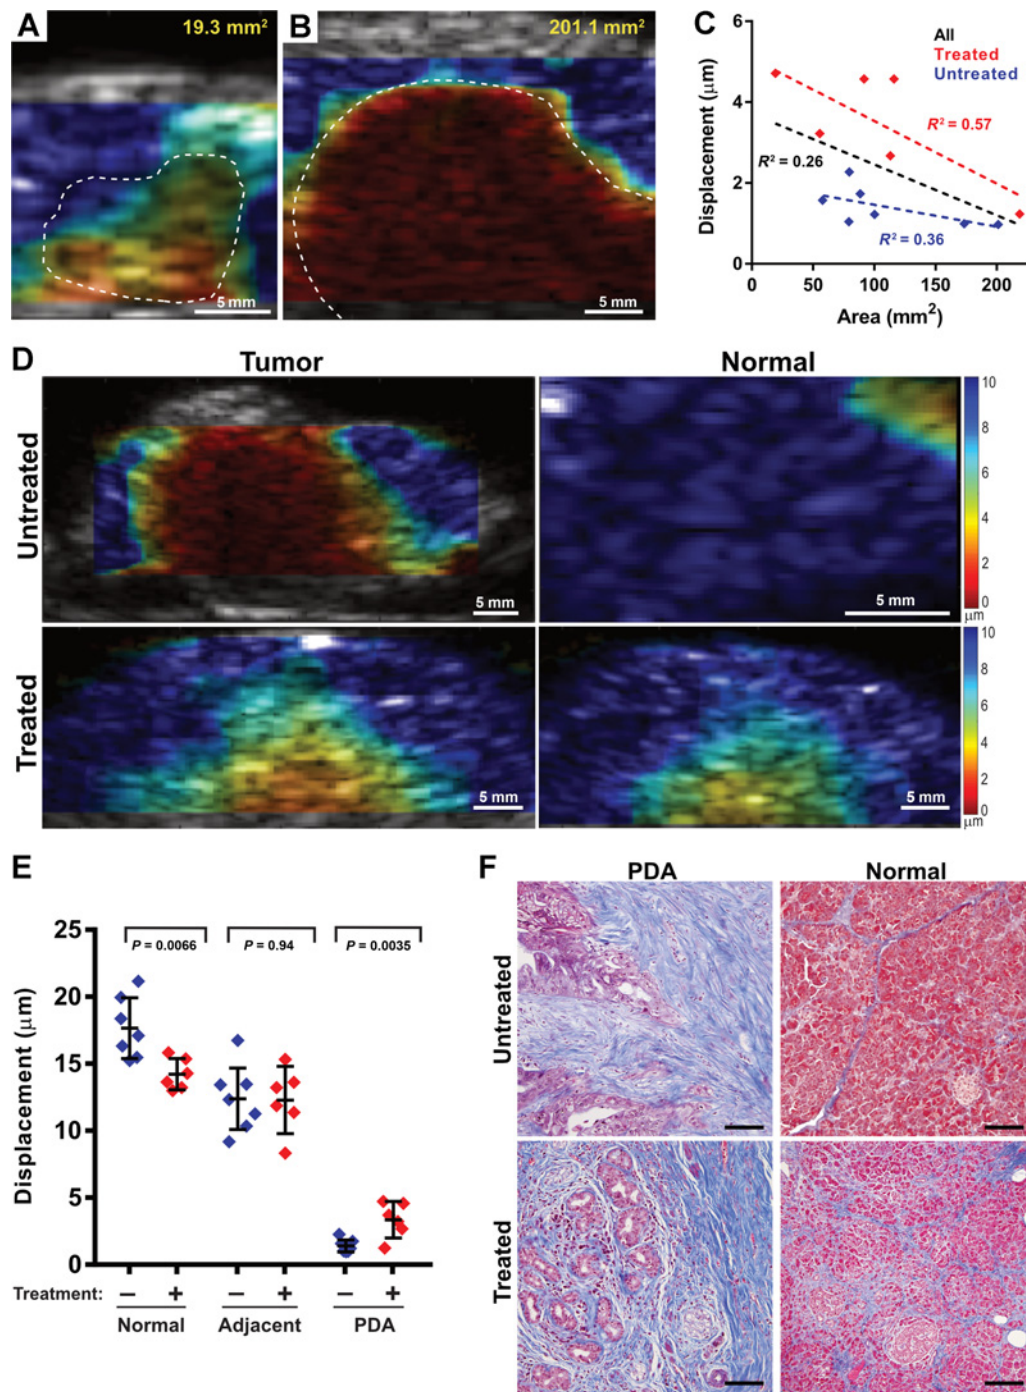 A
19.3 mm²
B
201.1 mm²
5 mm
5 mm
C
Displacement (μm)
6
4
2
0
All
Treated
Untreated
R² = 0.57
R² = 0.26
R² = 0.36
0
50
100
150
200
Area (mm²)
D
Tumor
Normal
Untreated
5 mm
5 mm
10
8
6
4
2
0
μm
Treated
5 mm
5 mm
10
8
6
4
2
0
μm
E
Displacement (μm)
25
20
15
10
5
0
P = 0.0066
P = 0.94
P = 0.0035
Treatment: − + − + − +
Normal Adjacent PDA
F
PDA
Normal
Untreated
Treated